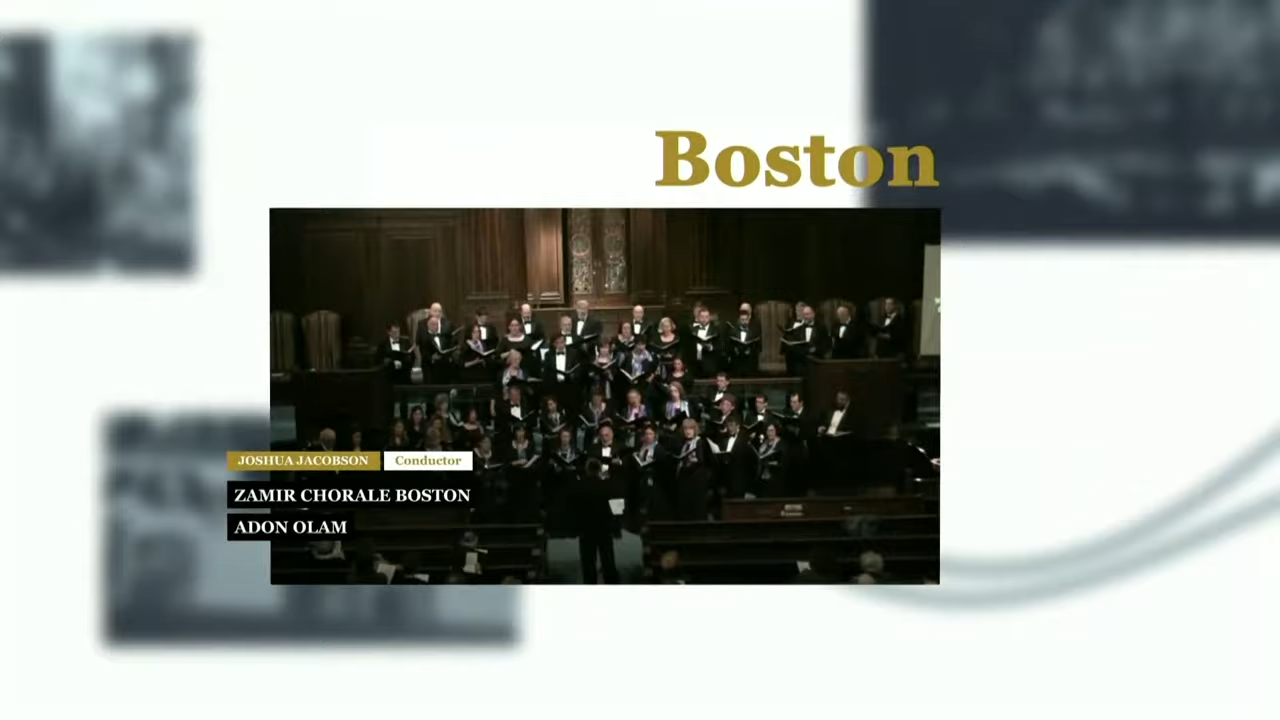 Boston
JOSHUA JACOBSON Conductor
ZAMIR CHORALE BOSTON
ADON OLAM